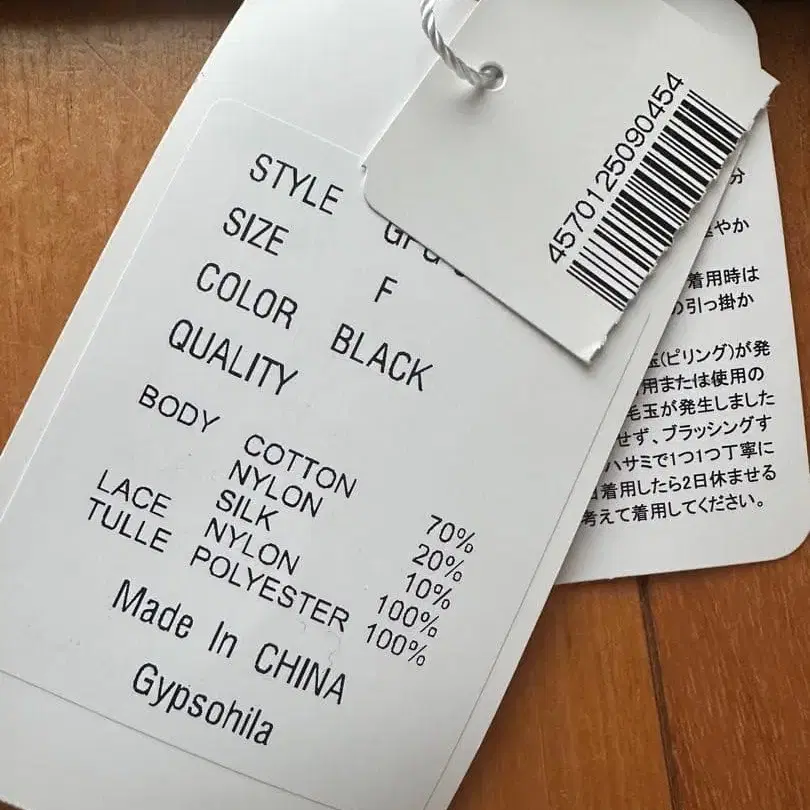 STYLE
SIZE F
COLOR BLACK
QUALITY
BODY COTTON 70%
NYLON 20%
SILK 10%
LACE NYLON 100%
TULLE POLYESTER 100%
Made In CHINA
Gypsohila
4570125090454
分
やか
着用時は
の引っ掛か
玉(ピリング)が発
用または使用の
毛玉が発生しました
せず、ブラッシングす
ハサミで1つ1つ丁寧に
着用したら2日休ませる
考えて着用してください。